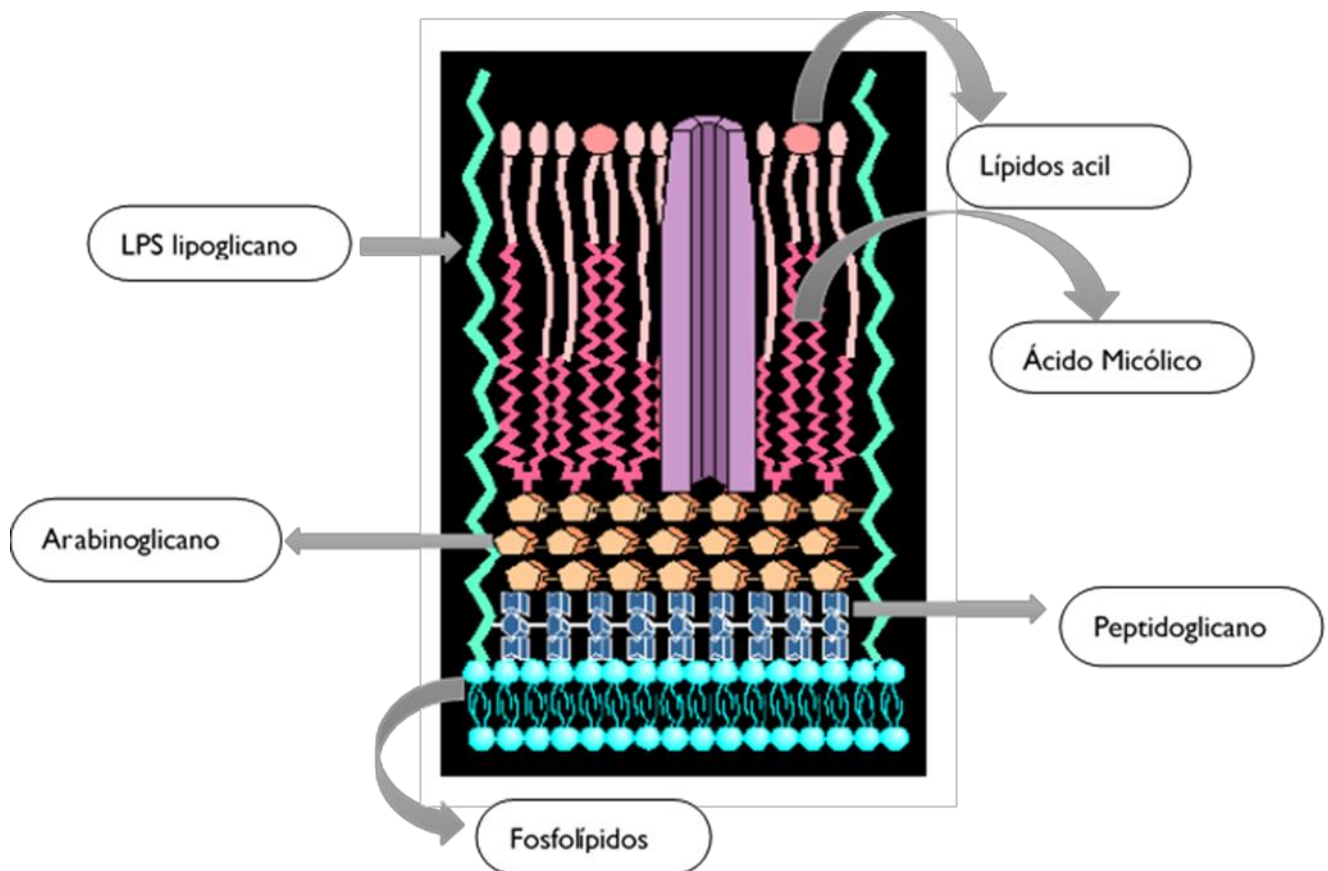 Lípidos acil
LPS lipoglicano
Ácido Micólico
Arabinoglicano
Peptidoglicano
Fosfolípidos